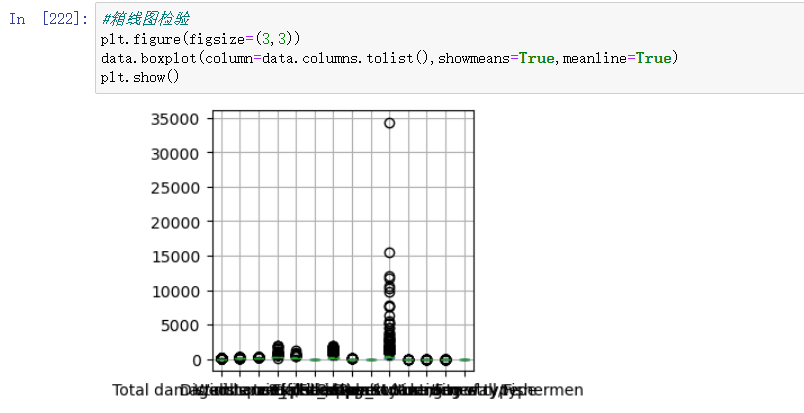 In [222]:
#箱线图检验
plt.figure(figsize=(3,3))
data.boxplot(column=data.columns.tolist(),showmeans=True,meanline=True)
plt.show()
35000
30000
25000
20000
15000
10000
5000
0
Total